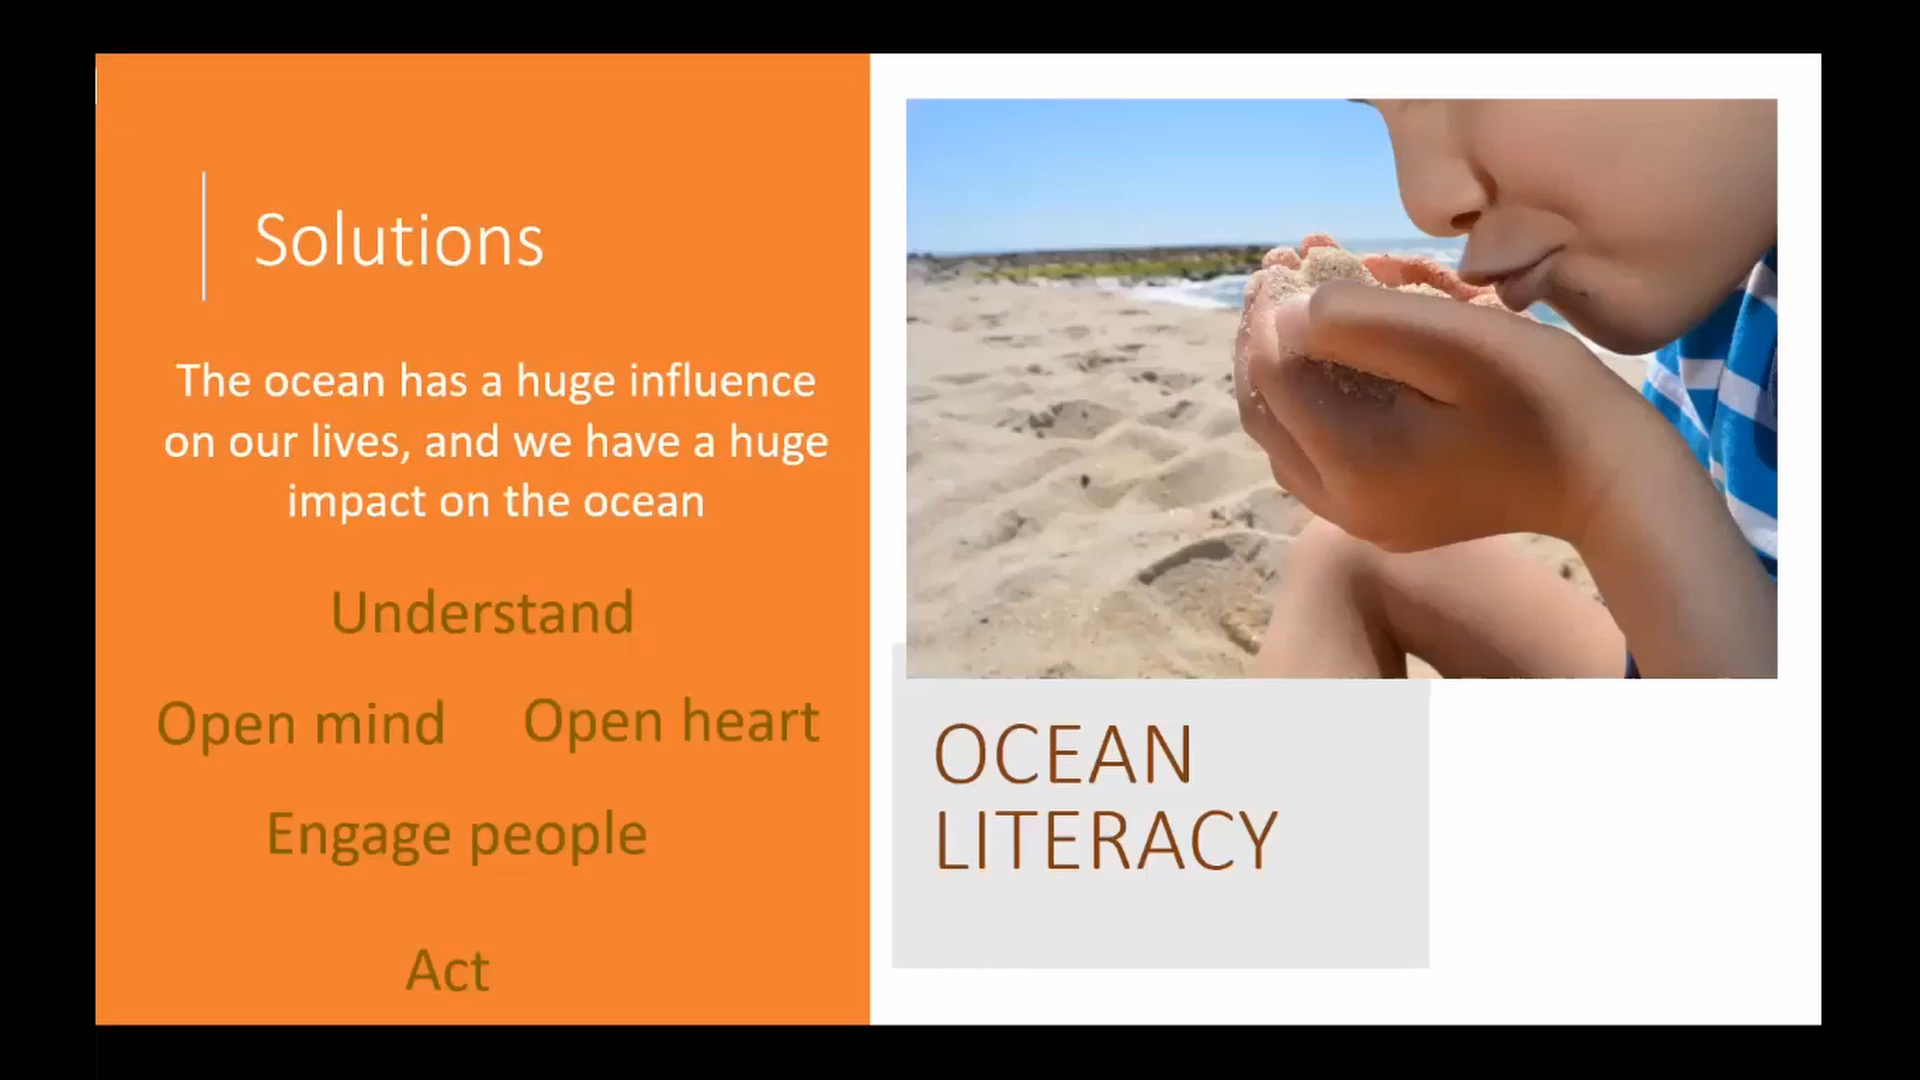 Solutions
The ocean has a huge influence
on our lives, and we have a huge
impact on the ocean
Understand
Open mind
Open heart
Engage people
Act
OCEAN
LITERACY